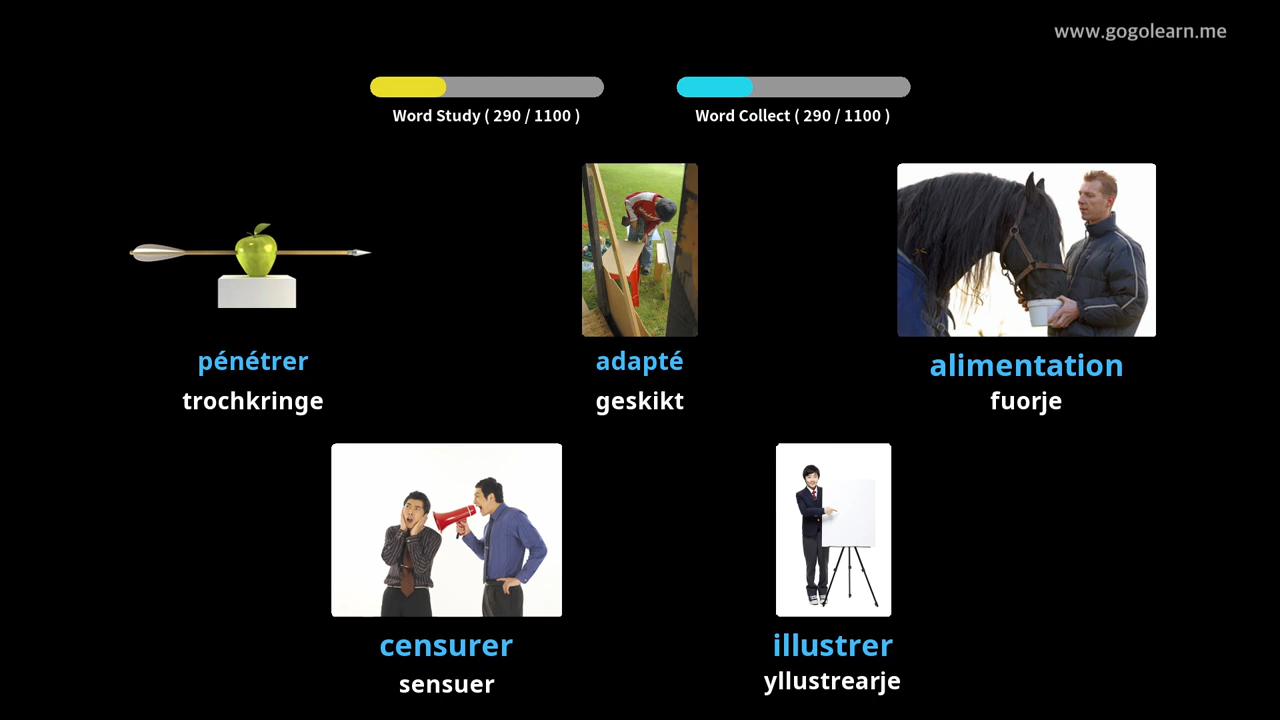 www.gogolearn.me
Word Study ( 290 / 1100 )
Word Collect ( 290 / 1100 )
pénétrer
trochkringe
adapté
geskikt
alimentation
fuorje
censurer
sensuer
illustrer
yllustrearje